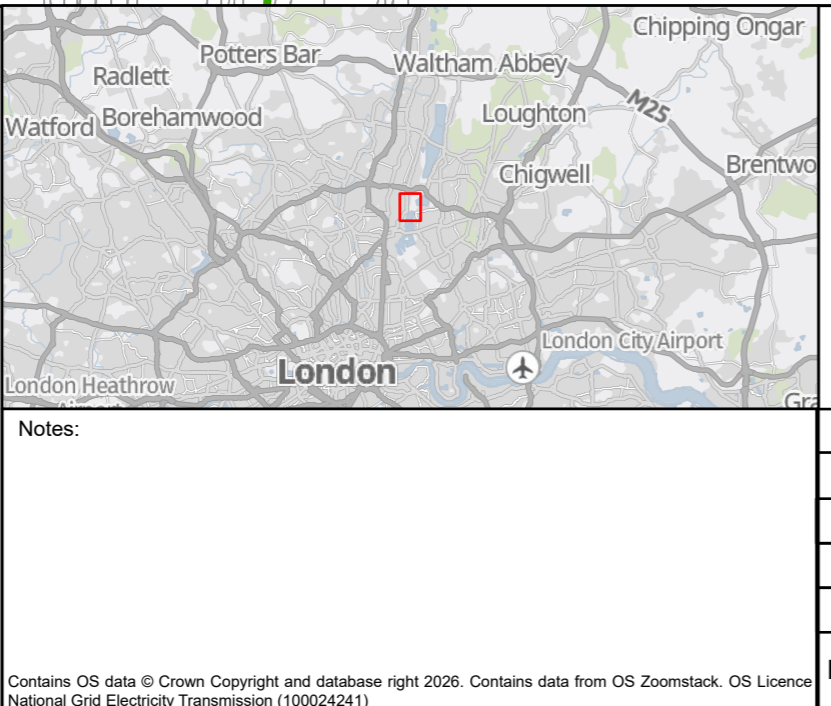 Chipping Ongar
Potters Bar
Waltham Abbey
Radlett
M25
Watford
Borehamwood
Loughton
Chigwell
Brentwo
London City Airport
London
London Heathrow
Airport
Gra
Notes:
Contains OS data © Crown Copyright and database right 2026. Contains data from OS Zoomstack. OS Licence
National Grid Electricity Transmission (100024241)